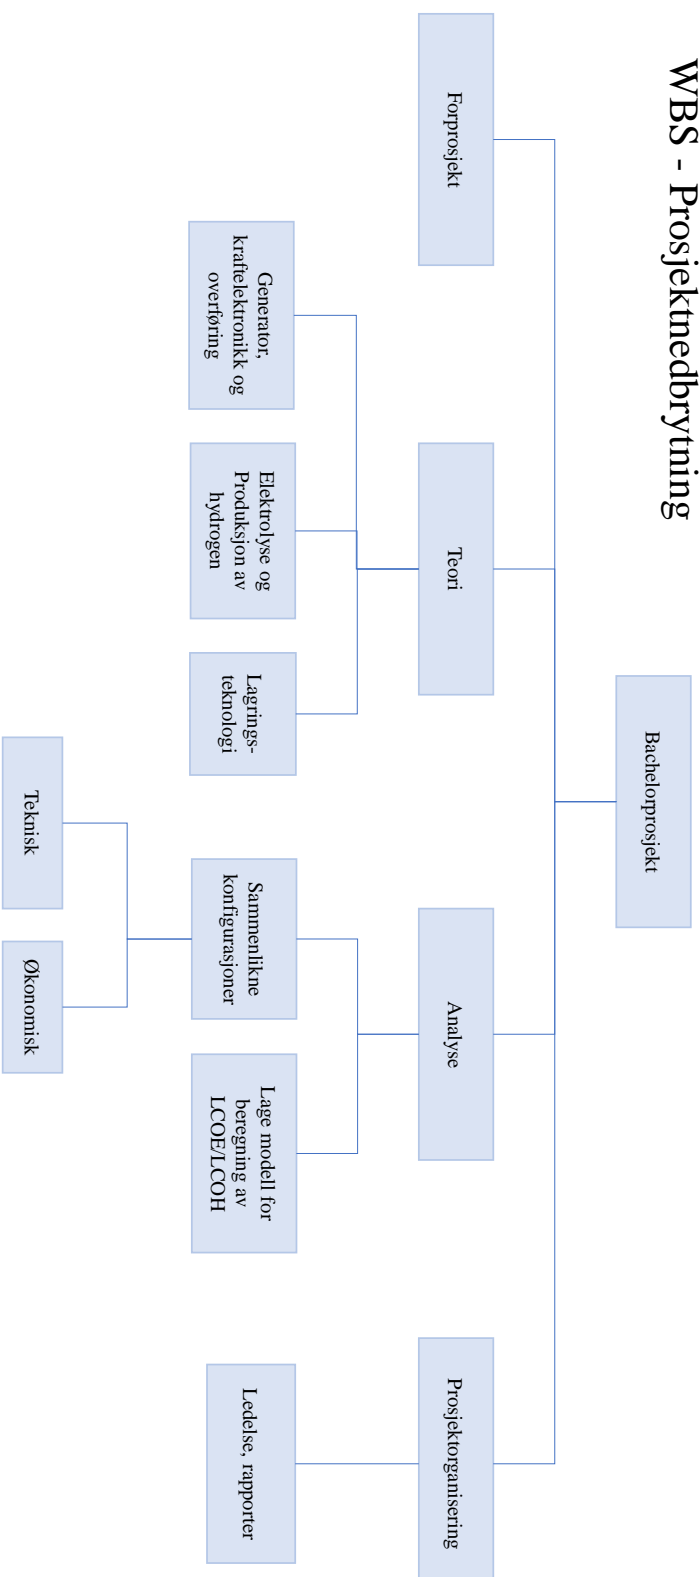 WBS - Prosjektnedbrytning
Bachelorprosjekt
Forprosjekt
Teori
Analyse
Prosjektorganisering
Generator,
kraftelektronikk og
overføring
Elektrolyse og
Produksjon av
hydrogen
Lagrings-
teknologi
Sammenlikne
konfigurasjoner
Lage modell for
beregning av
LCOE/LCOH
Ledelse, rapporter
Teknisk
Økonomisk